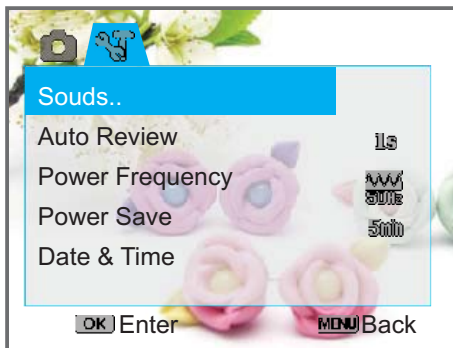 Souds..
Auto Review 1s
Power Frequency 50Hz
Power Save 5min
Date & Time
OK Enter MENU Back